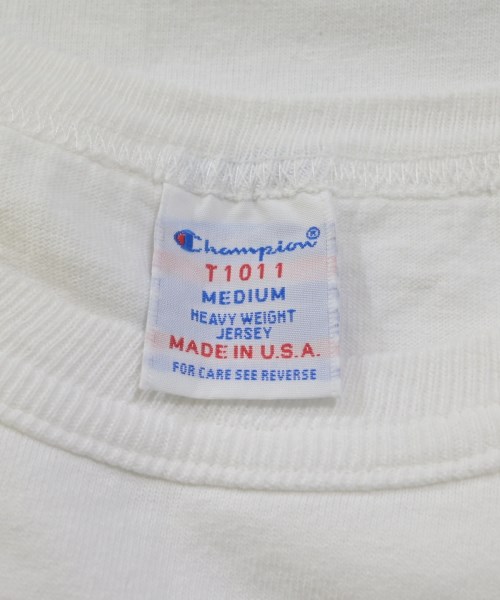 Champion®
T1011
MEDIUM
HEAVY WEIGHT
JERSEY
MADE IN U.S.A.
FOR CARE SEE REVERSE